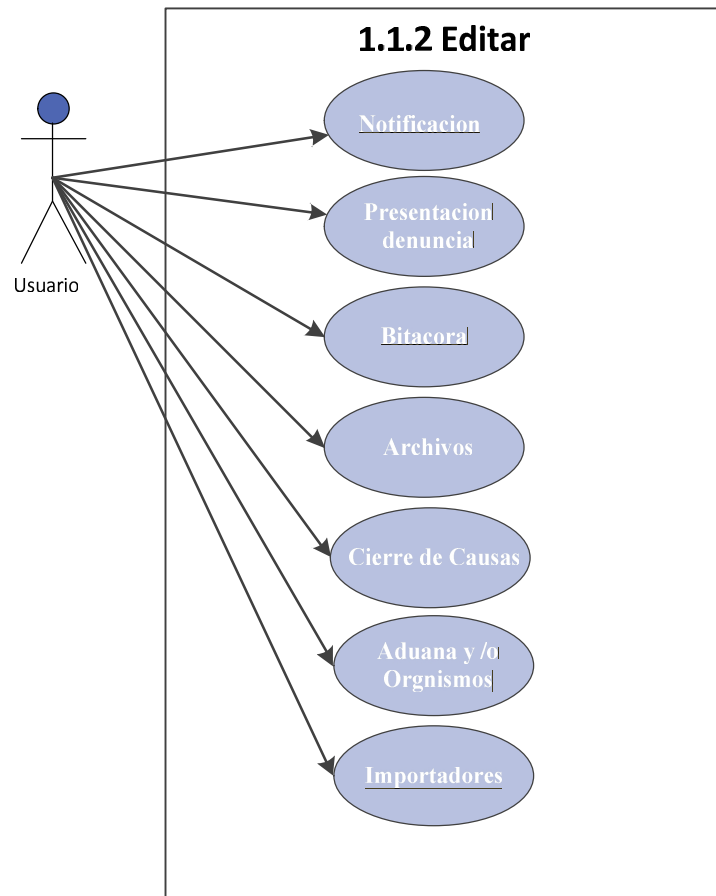 1.1.2 Editar
Notificacion
Presentacion
denuncia
Usuario
Bitacora
Archivos
Cierre de Causas
Aduana y /o
Orgnismos
Importadores